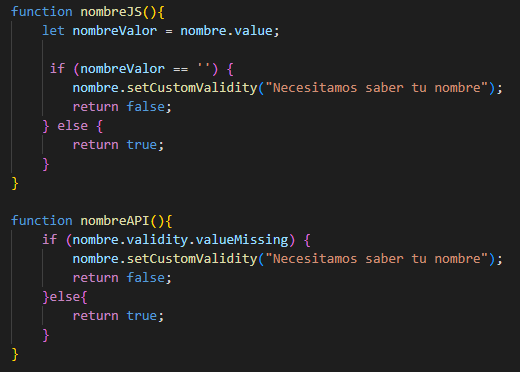 function nombreJS(){
let nombreValor = nombre.value;
if (nombreValor == '') {
nombre.setCustomValidity("Necesitamos saber tu nombre");
return false;
} else {
return true;
}
}
function nombreAPI(){
if (nombre.validity.valueMissing) {
nombre.setCustomValidity("Necesitamos saber tu nombre");
return false;
}else{
return true;
}
}